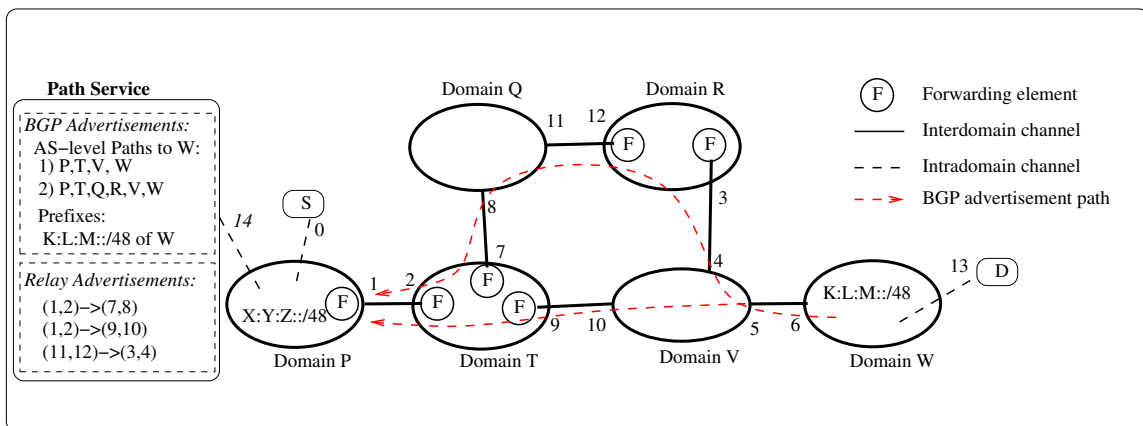 Path Service
BGP Advertisements:
AS−level Paths to W:
1) P,T,V, W
2) P,T,Q,R,V,W
Prefixes:
K:L:M::/48 of W
Relay Advertisements:
(1,2)−>(7,8)
(1,2)−>(9,10)
(11,12)−>(3,4)
14
S
0
X:Y:Z::/48
F
Domain P
1
2
F
F
F
Domain T
7
8
9
10
Domain Q
11
12
Domain R
F
F
3
4
Domain V
5
6
K:L:M::/48
Domain W
13
D
F
Forwarding element
Interdomain channel
Intradomain channel
BGP advertisement path